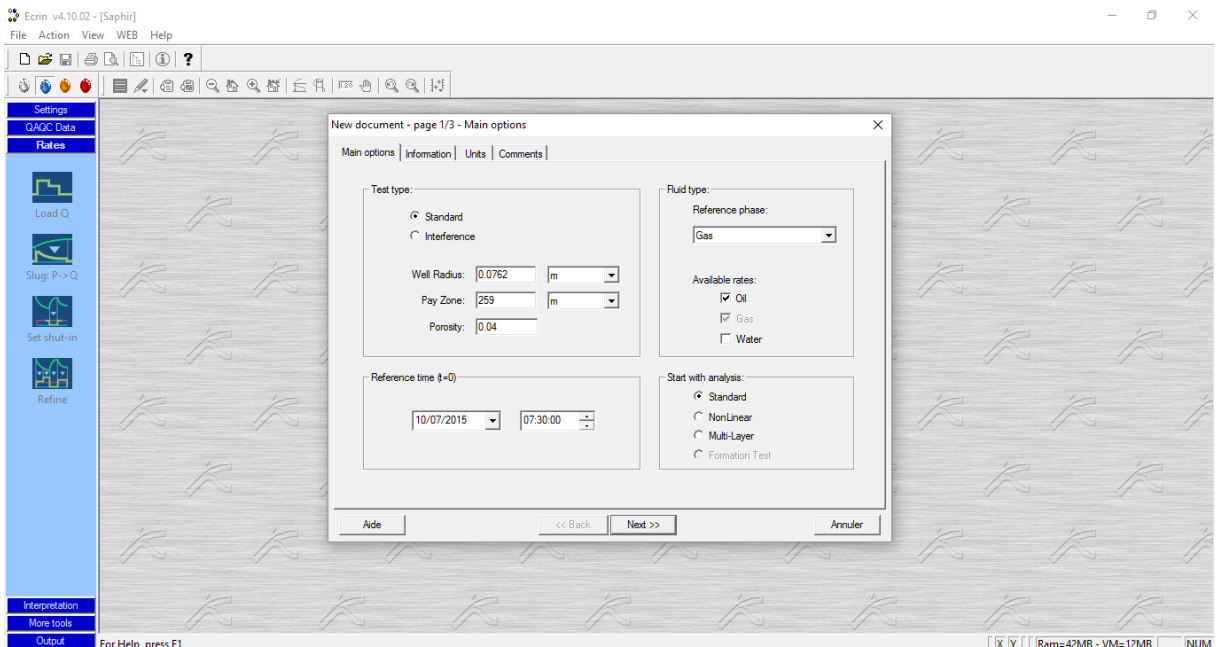 Ecrin v4.10.02 - [Saphir]
File Action View WEB Help
Settings
QAQC Data
Rates
Load Q
Slug: P->Q
Set shut-in
Refine
Interpretation
More tools
Output
New document - page 1/3 - Main options
Main options Information Units Comments
Test type:
Standard
Interference
Well Radius: 0.0762 m
Pay Zone: 259 m
Porosity: 0.04
Fluid type:
Reference phase:
Gas
Available rates:
Oil
Gas
Water
Reference time (t=0)
10/07/2015 07:30:00
Start with analysis:
Standard
NonLinear
Multi-Layer
Formation Test
Aide << Back Next >> Annuler
For Help, press F1
X Y Ram=42MB - VM=12MB NUM